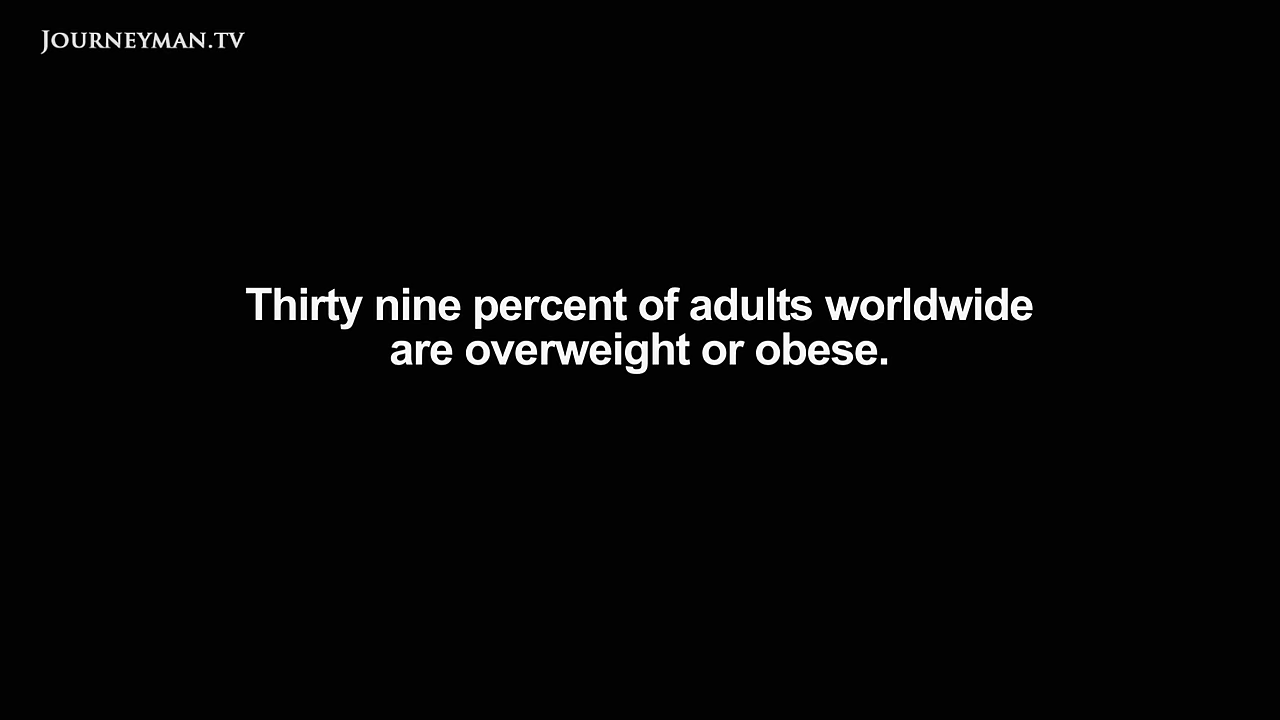 JOURNEYMAN.TV
Thirty nine percent of adults worldwide
are overweight or obese.